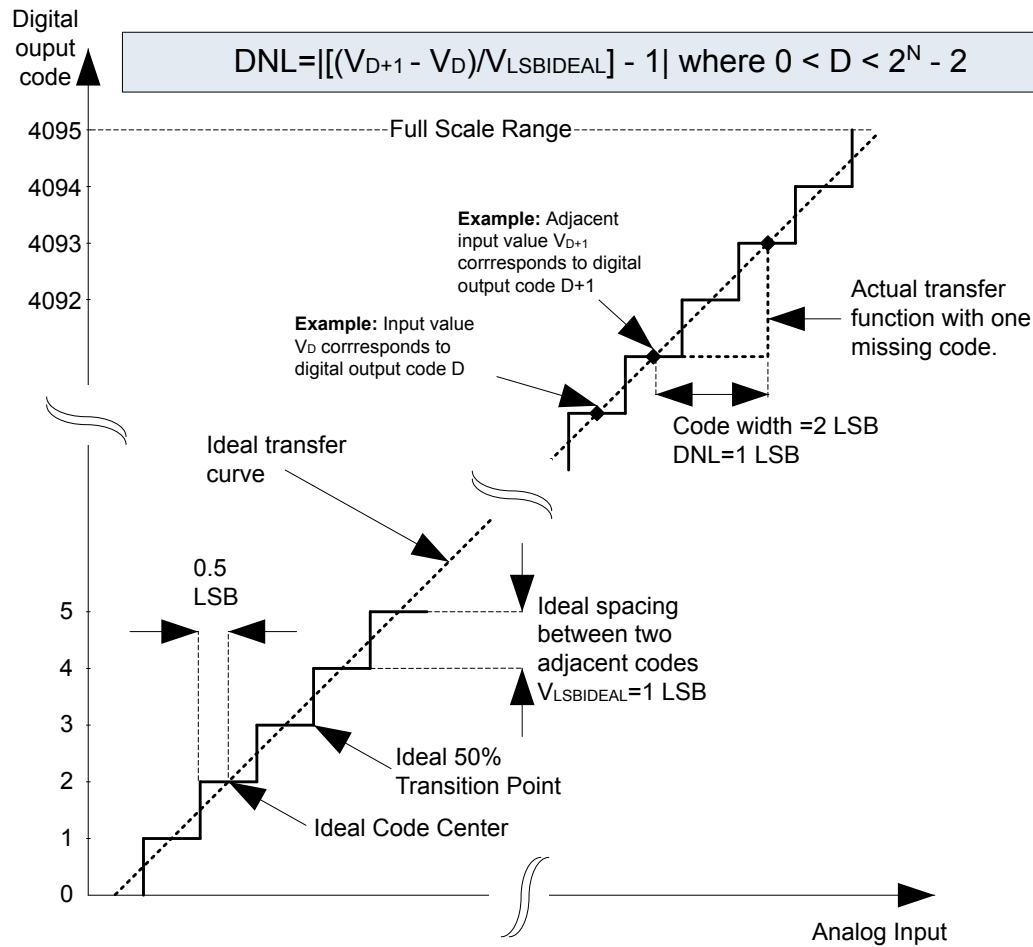 Digital
ouput
code
DNL=|[(VD+1 - VD)/VLSBIDEAL] - 1| where 0 < D < 2^N - 2
4095
Full Scale Range
4094
4093
4092
Example: Adjacent
input value VD+1
corrresponds to digital
output code D+1
Example: Input value
VD corrresponds to
digital output code D
Actual transfer
function with one
missing code.
Code width =2 LSB
DNL=1 LSB
Ideal transfer
curve
0.5
LSB
5
4
3
2
1
0
Ideal spacing
between two
adjacent codes
VLSBIDEAL=1 LSB
Ideal 50%
Transition Point
Ideal Code Center
Analog Input